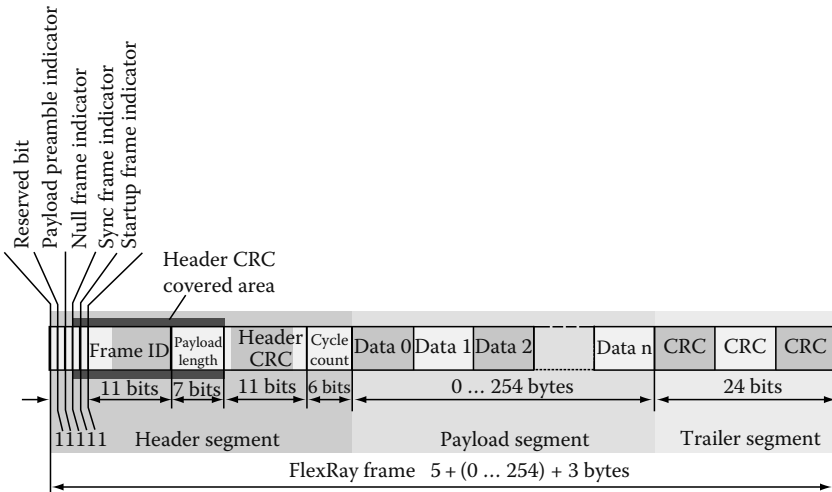 Reserved bit
Payload preamble indicator
Null frame indicator
Sync frame indicator
Startup frame indicator
Header CRC
covered area
Frame ID
Payload
length
Header
CRC
Cycle
count
Data 0
Data 1
Data 2
Data n
CRC
CRC
CRC
11 bits
7 bits
11 bits
6 bits
0 ... 254 bytes
24 bits
11111
Header segment
Payload segment
Trailer segment
FlexRay frame 5 + (0 ... 254) + 3 bytes